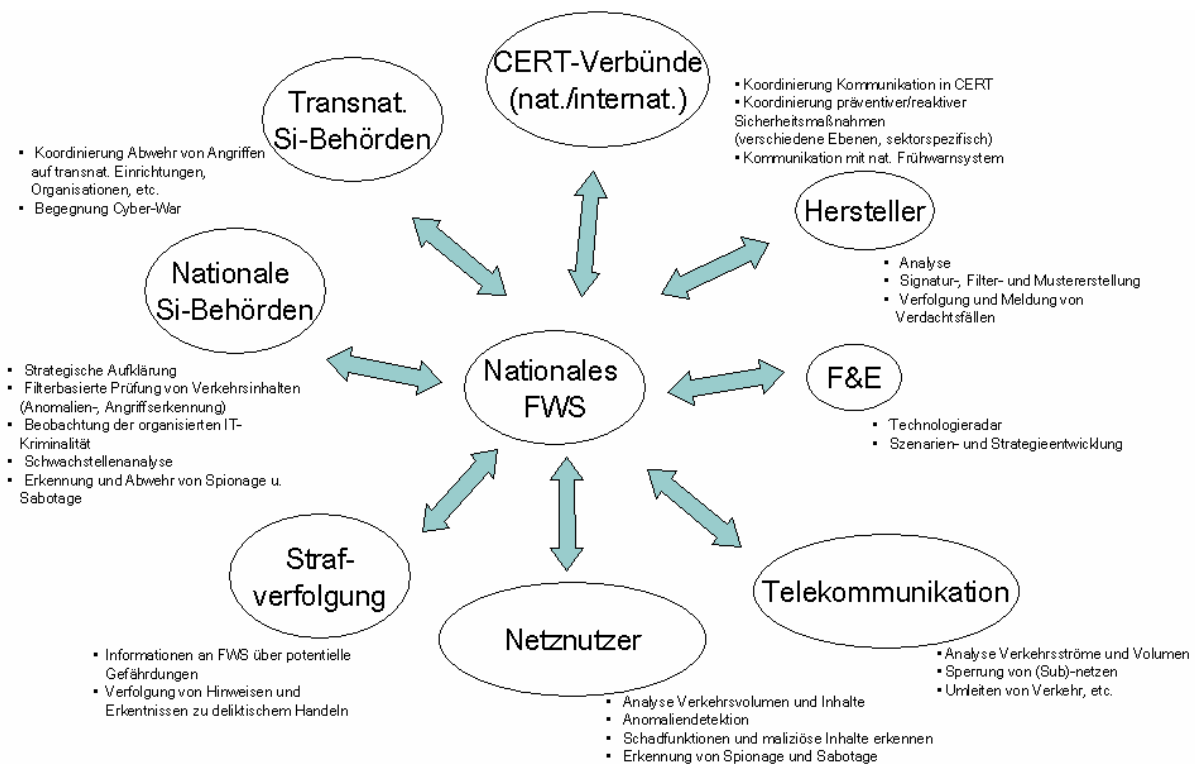 CERT-Verbünde
(nat./internat.)
▪ Koordinierung Kommunikation in CERT
▪ Koordinierung präventiver/reaktiver
Sicherheitsmaßnahmen
(verschiedene Ebenen, sektorspezifisch)
▪ Kommunikation mit nat. Frühwarnsystem
Transnat.
Si-Behörden
▪ Koordinierung Abwehr von Angriffen
auf transnat. Einrichtungen,
Organisationen, etc.
▪ Begegnung Cyber-War
Hersteller
▪ Analyse
▪ Signatur-, Filter- und Mustererstellung
▪ Verfolgung und Meldung von
Verdachtsfällen
Nationale
Si-Behörden
▪ Strategische Aufklärung
▪ Filterbasierte Prüfung von Verkehrsinhalten
(Anomalien-, Angriffserkennung)
▪ Beobachtung der organisierten IT-
Kriminalität
▪ Schwachstellenanalyse
▪ Erkennung und Abwehr von Spionage u.
Sabotage
Nationales
FWS
F&E
▪ Technologieradar
▪ Szenarien- und Strategieentwicklung
Straf-
verfolgung
▪ Informationen an FWS über potentielle
Gefährdungen
▪ Verfolgung von Hinweisen und
Erkentnissen zu deliktischem Handeln
Netznutzer
▪ Analyse Verkehrsvolumen und Inhalte
▪ Anomaliendetektion
▪ Schadfunktionen und maliziöse Inhalte erkennen
▪ Erkennung von Spionage und Sabotage
Telekommunikation
▪ Analyse Verkehrsströme und Volumen
▪ Sperrung von (Sub)-netzen
▪ Umleiten von Verkehr, etc.